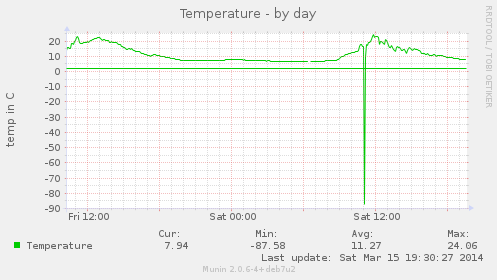 Temperature - by day
RRDTOOL / TOBI OETIKER
temp in C
20
10
0
-10
-20
-30
-40
-50
-60
-70
-80
-90
Fri 12:00 Sat 00:00 Sat 12:00
Cur: Min: Avg: Max:
Temperature 7.94 -87.58 11.27 24.06
Last update: Sat Mar 15 19:30:27 2014
Munin 2.0.6-4+deb7u2